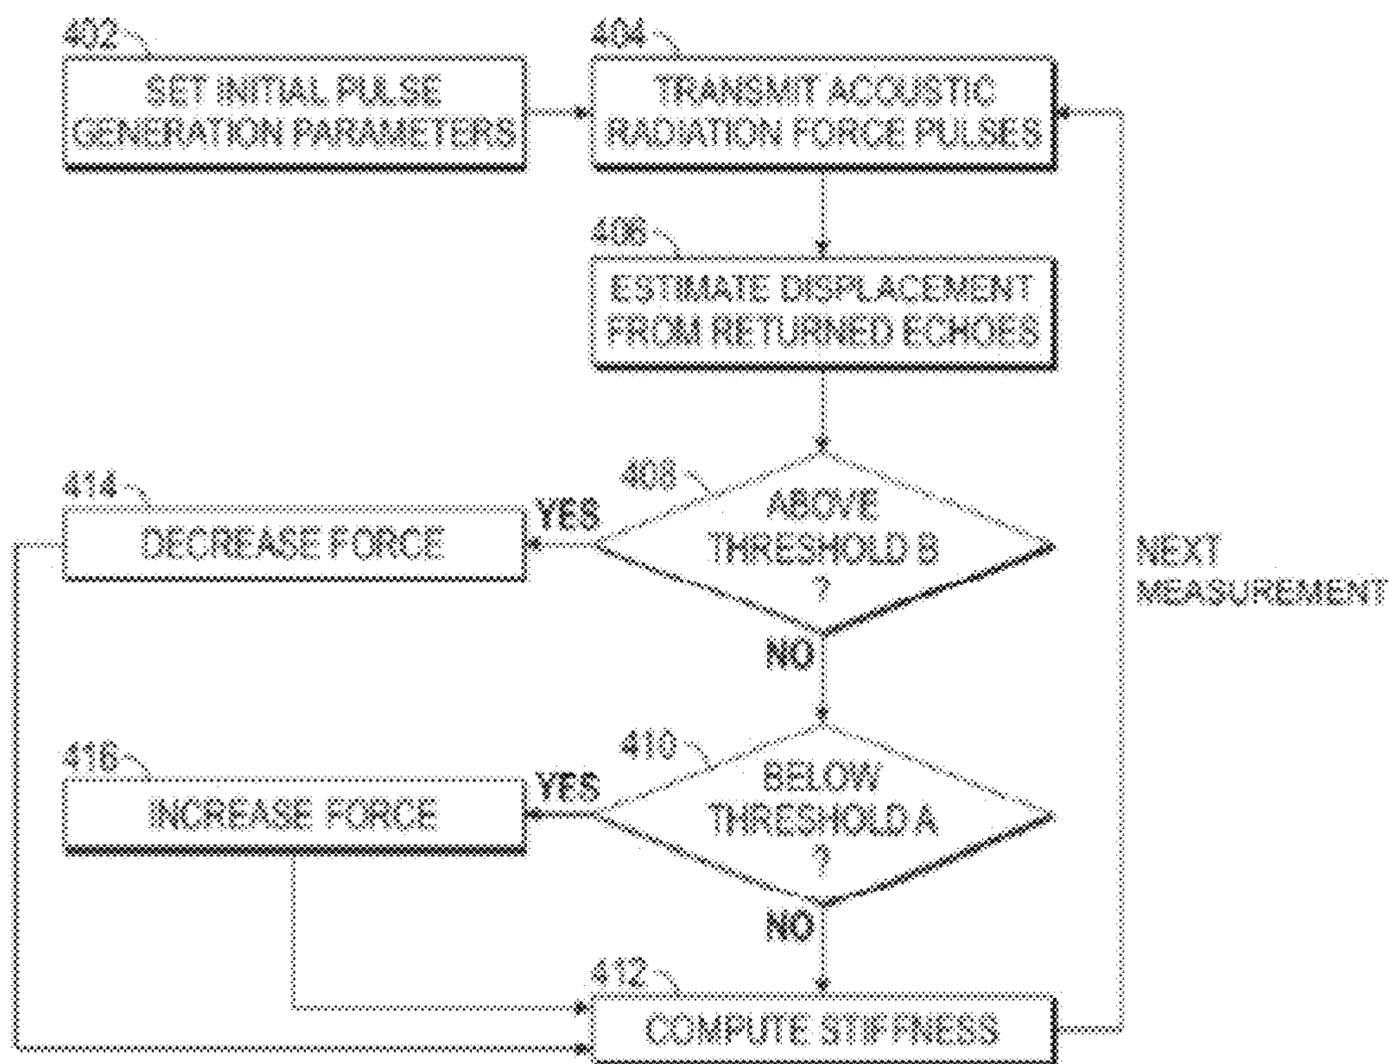 402
SET INITIAL PULSE
GENERATION PARAMETERS
404
TRANSMIT ACOUSTIC
RADIATION FORCE PULSES
406
ESTIMATE DISPLACEMENT
FROM RETURNED ECHOES
408
ABOVE
THRESHOLD B
?
YES
NO
414
DECREASE FORCE
NEXT
MEASUREMENT
410
BELOW
THRESHOLD A
?
YES
NO
416
INCREASE FORCE
412
COMPUTE STIFFNESS